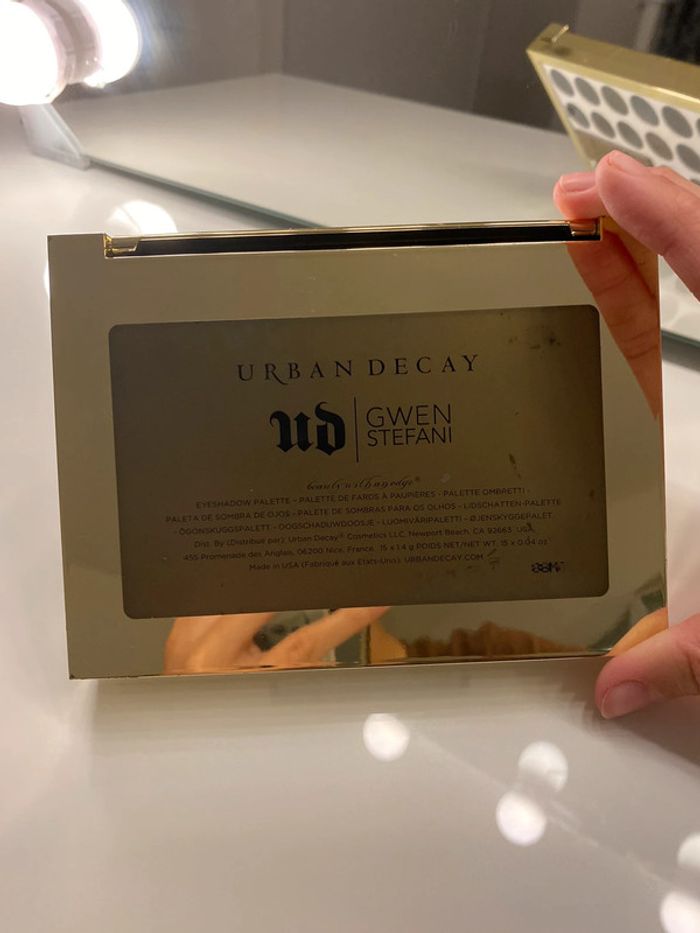 URBAN DECAY
UD
GWEN
STEFANI
beauty with an edge®
EYESHADOW PALETTE - PALETTE DE FARDS À PAUPIÈRES - PALETTE OMBRETTI -
PALETA DE SOMBRA DE OJOS - PALETE DE SOMBRAS PARA OS OLHOS - LIDSCHATTEN-PALETTE
- ÖGONSKUGGSPALETT - OOGSCHADUWDOOSJE - LUOMIVÄRIPALETTI - ØJENSKYGGEPALET.
Dist. By (Distribué par): Urban Decay® Cosmetics LLC, Newport Beach, CA 92663 USA
455 Promenade des Anglais, 06200 Nice, France. 15 x 1.4 g POIDS NET/NET WT. 15 x 0.04 oz
Made in USA (Fabriqué aux États-Unis). URBANDECAY.COM